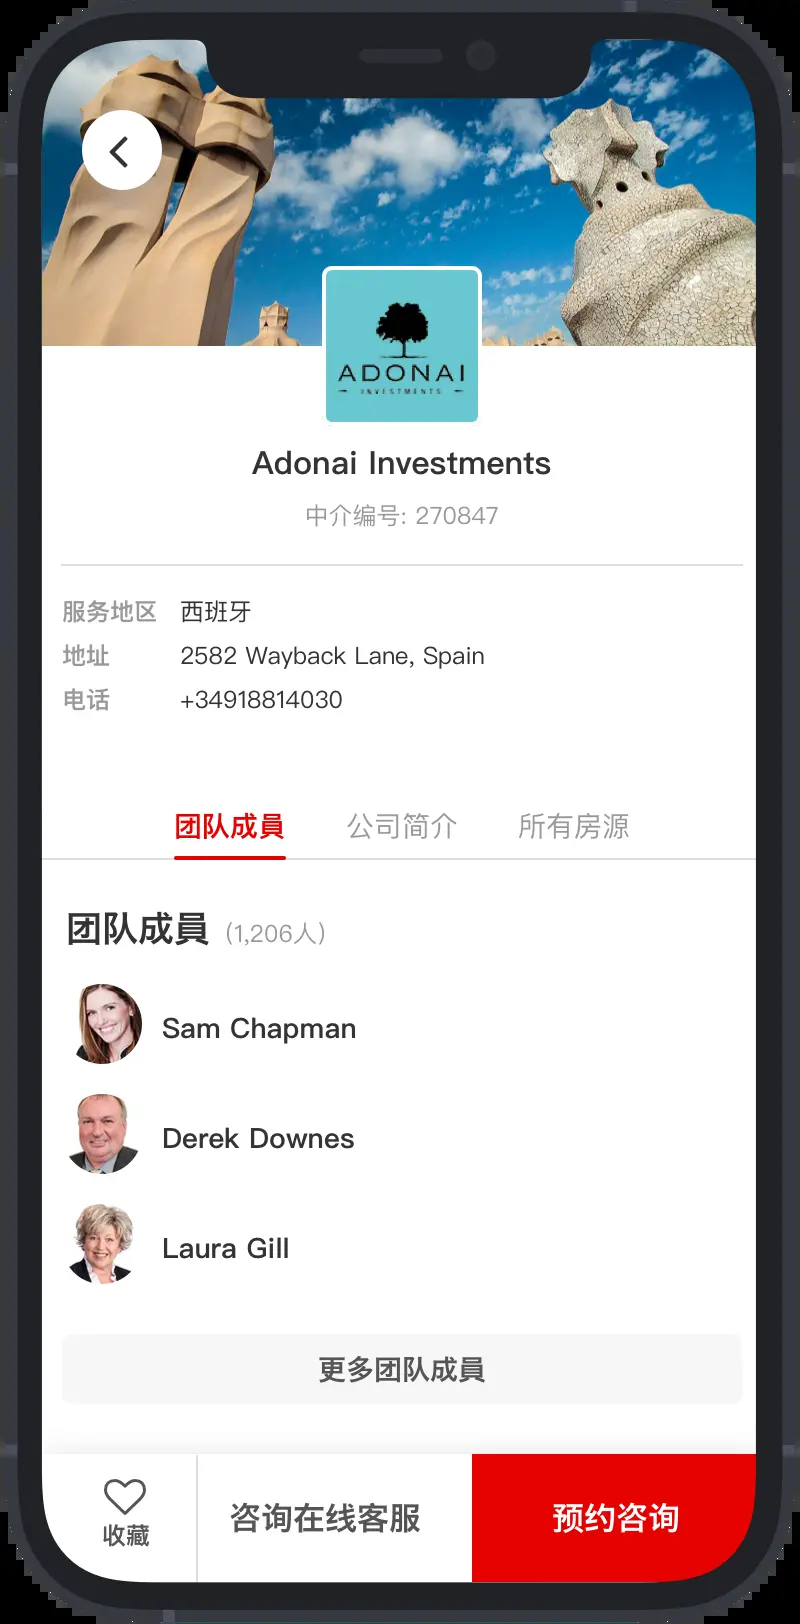 ADONAI
INVESTMENTS
Adonai Investments
中介编号: 270847
服务地区 西班牙
地址 2582 Wayback Lane, Spain
电话 +34918814030
团队成員 公司简介 所有房源
团队成員 (1,206人)
Sam Chapman
Derek Downes
Laura Gill
更多团队成員
收藏 咨询在线客服 预约咨询